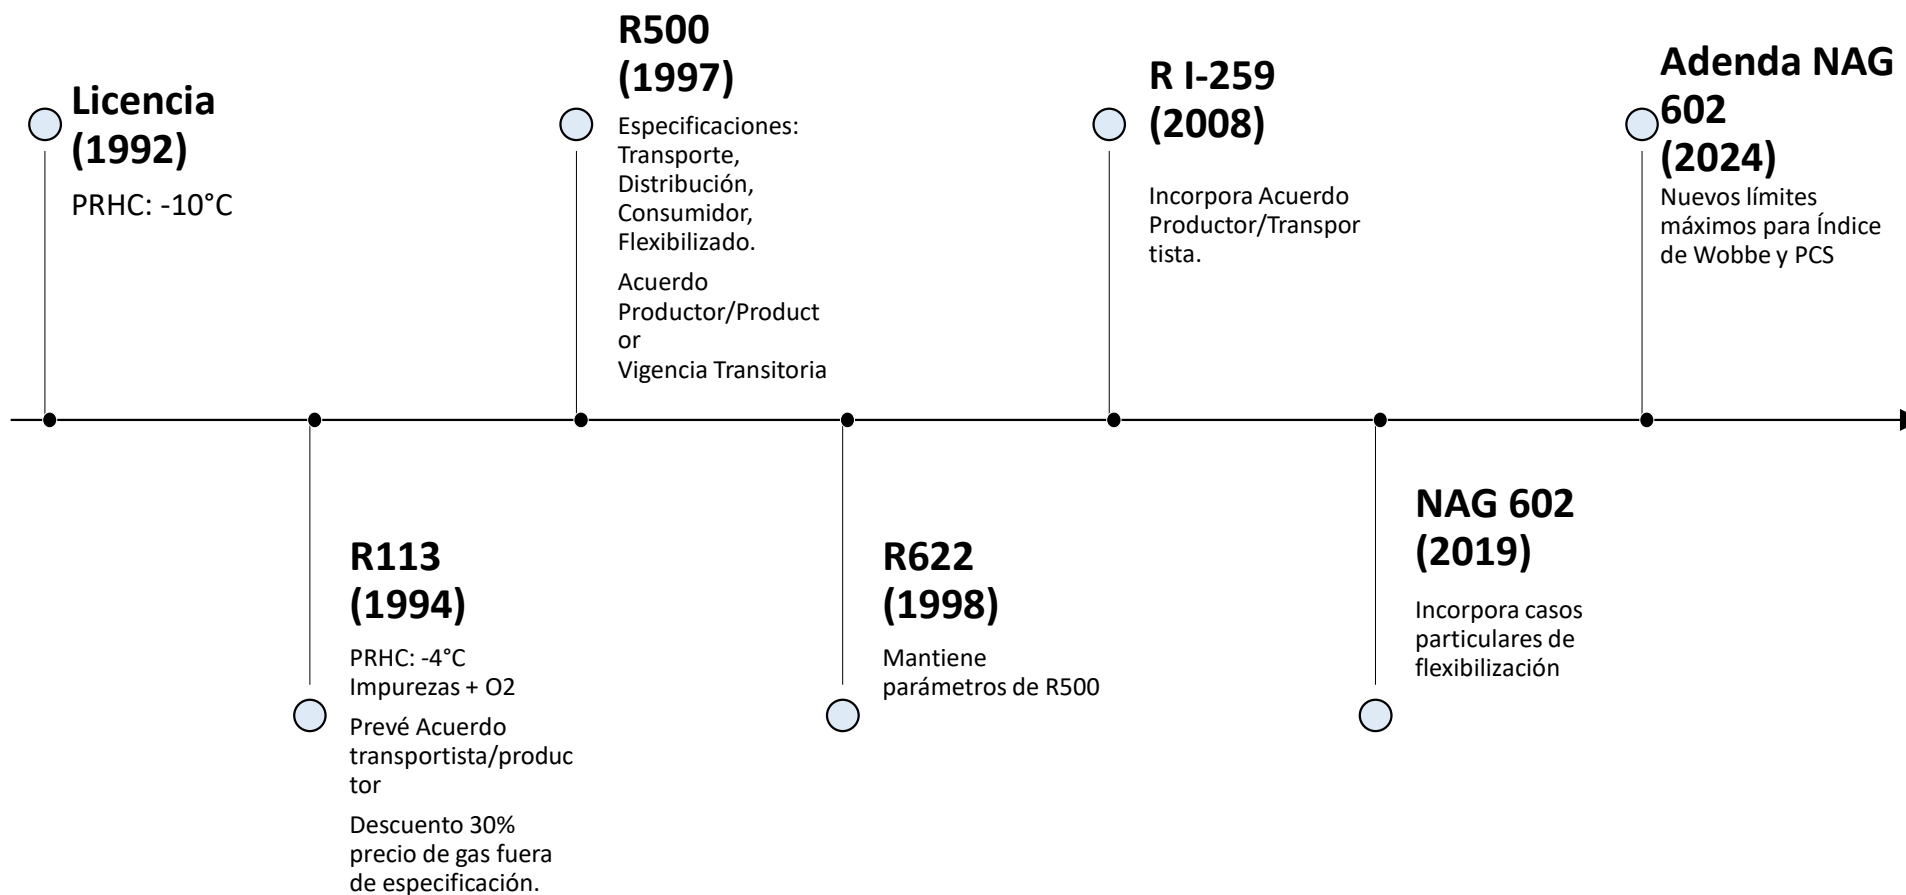 Licencia
(1992)
PRHC: -10°C
R113
(1994)
PRHC: -4°C
Impurezas + O2
Prevé Acuerdo
transportista/produc
tor
Descuento 30%
precio de gas fuera
de especificación.
R500
(1997)
Especificaciones:
Transporte,
Distribución,
Consumidor,
Flexibilizado.
Acuerdo
Productor/Product
or
Vigencia Transitoria
R622
(1998)
Mantiene
parámetros de R500
R I-259
(2008)
Incorpora Acuerdo
Productor/Transpor
tista.
NAG 602
(2019)
Incorpora casos
particulares de
flexibilización
Adenda NAG
602
(2024)
Nuevos límites
máximos para Índice
de Wobbe y PCS